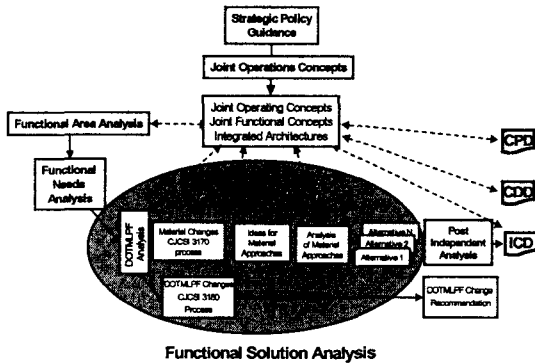 Strategic Policy
Guidance
Joint Operations Concepts
Joint Operating Concepts
Joint Functional Concepts
Integrated Architectures
Functional Area Analysis
Functional
Needs
Analysis
CPD
CDD
ICD
DOTMLPF
Analysis
Material Changes
CJCSI 3170
process
Ideas for
Material
Approaches
Analysis
of Material
Approaches
Alternative N
Alternative 2
Alternative 1
Post
Independent
Analysis
DOTMLPF Changes
CJCSI 3180
Process
DOTMLPF Change
Recommendation
Functional Solution Analysis